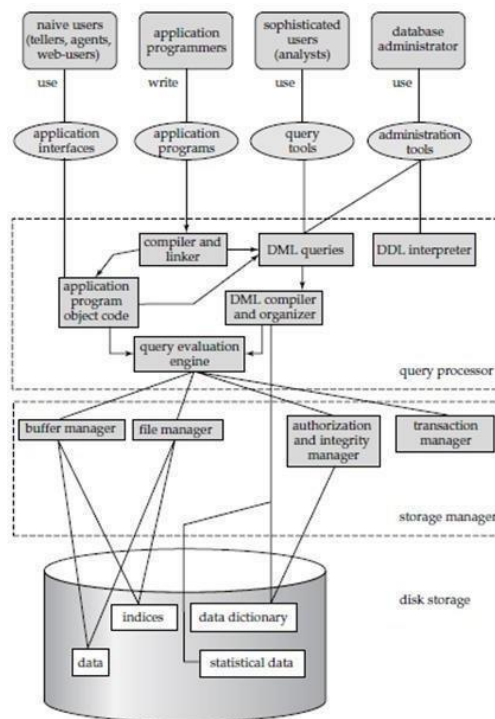 naive users
(tellers, agents,
web-users)
application
programmers
sophisticated
users
(analysts)
database
administrator
use
write
use
use
application
interfaces
application
programs
query
tools
administration
tools
compiler and
linker
DML queries
DDL interpreter
application
program
object code
DML compiler
and organizer
query evaluation
engine
query processor
buffer manager
file manager
authorization
and integrity
manager
transaction
manager
storage manager
disk storage
indices
data dictionary
data
statistical data